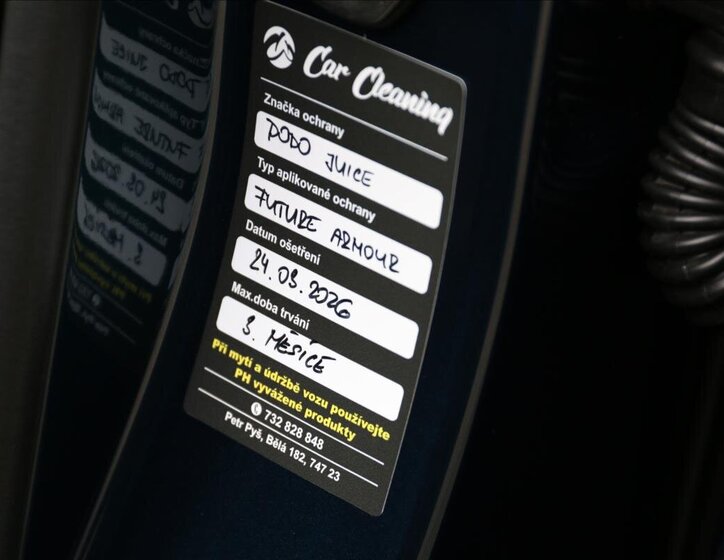 Car Cleaning
Značka ochrany
DODO JUICE
Typ aplikované ochrany
FUTURE ARMOUR
Datum ošetření
24.03.2026
Max.doba trvání
3. MĚSÍCE
Při mytí a údržbě vozu používejte
PH vyvážené produkty
732 828 848
Petr Pyš, Bělá 182, 747 23